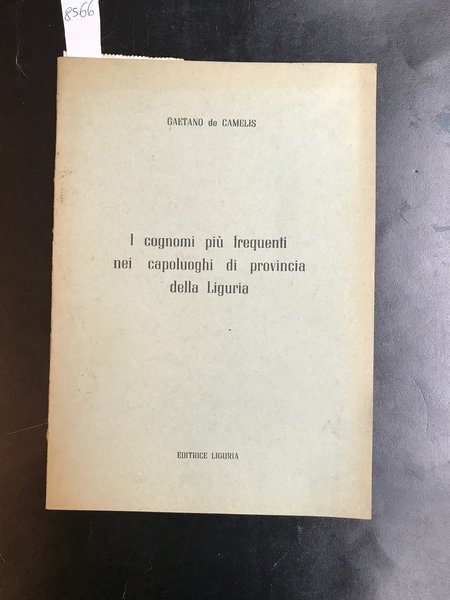 8566
GAETANO de CAMELIS
I cognomi più frequenti
nei capoluoghi di provincia
della Liguria
EDITRICE LIGURIA